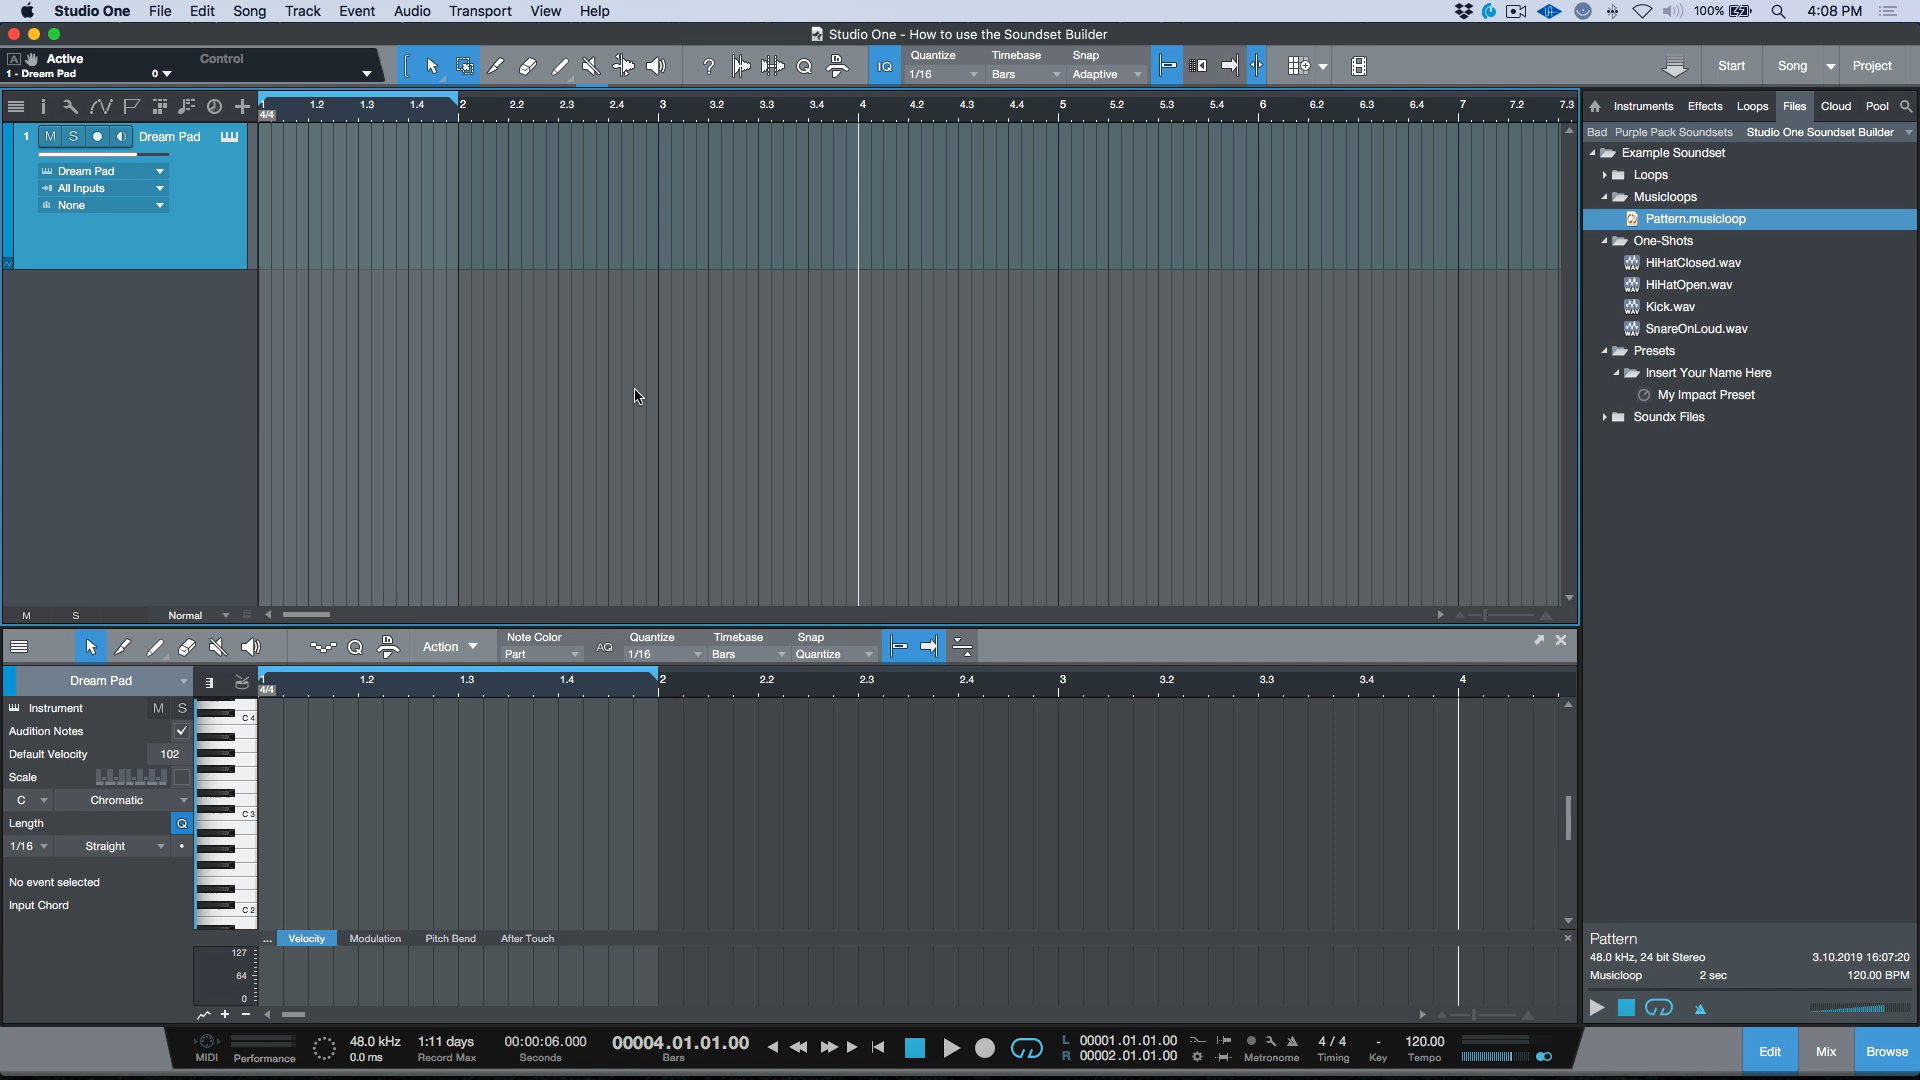 Studio One File Edit Song Track Event Audio Transport View Help
100% 4:08 PM
Studio One - How to use the Soundset Builder
A Active Control
1 - Dream Pad 0
? IQ Quantize Timebase Snap
1/16 Bars Adaptive
Start Song Project
1 1.2 1.3 1.4 2 2.2 2.3 2.4 3 3.2 3.3 3.4 4 4.2 4.3 4.4 5 5.2 5.3 5.4 6 6.2 6.3 6.4 7 7.2 7.3
4/4
Instruments Effects Loops Files Cloud Pool
Bad Purple Pack Soundsets Studio One Soundset Builder
1 M S Dream Pad
Dream Pad
All Inputs
None
Example Soundset
Loops
Musicloops
Pattern.musicloop
One-Shots
HiHatClosed.wav
HiHatOpen.wav
Kick.wav
SnareOnLoud.wav
Presets
Insert Your Name Here
My Impact Preset
Soundx Files
M S Normal
Action Note Color AQ Quantize Timebase Snap
Part 1/16 Bars Quantize
Dream Pad
1 1.2 1.3 1.4 2 2.2 2.3 2.4 3 3.2 3.3 3.4 4
4/4
Instrument M S
Audition Notes
Default Velocity 102
Scale
C Chromatic
Length Q
1/16 Straight
No event selected
Input Chord
C 4
C 3
C 2
... Velocity Modulation Pitch Bend After Touch
127
64
0
Pattern
48.0 kHz, 24 bit Stereo 3.10.2019 16:07:20
Musicloop 2 sec 120.00 BPM
MIDI Performance
48.0 kHz
0.0 ms
1:11 days
Record Max
00:00:06.000
Seconds
00004.01.01.00
Bars
L 00001.01.01.00
R 00002.01.01.00
Metronome
4 / 4
Timing
-
Key
120.00
Tempo
Edit Mix Browse